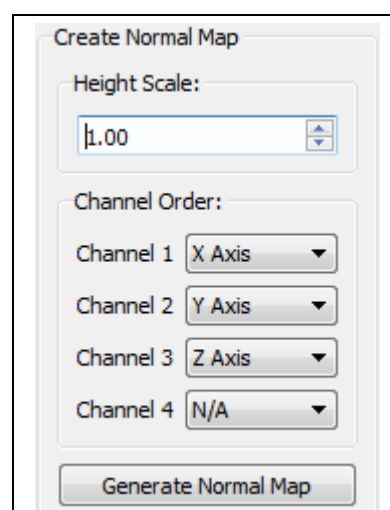 Create Normal Map
Height Scale:
1.00
Channel Order:
Channel 1 X Axis
Channel 2 Y Axis
Channel 3 Z Axis
Channel 4 N/A
Generate Normal Map